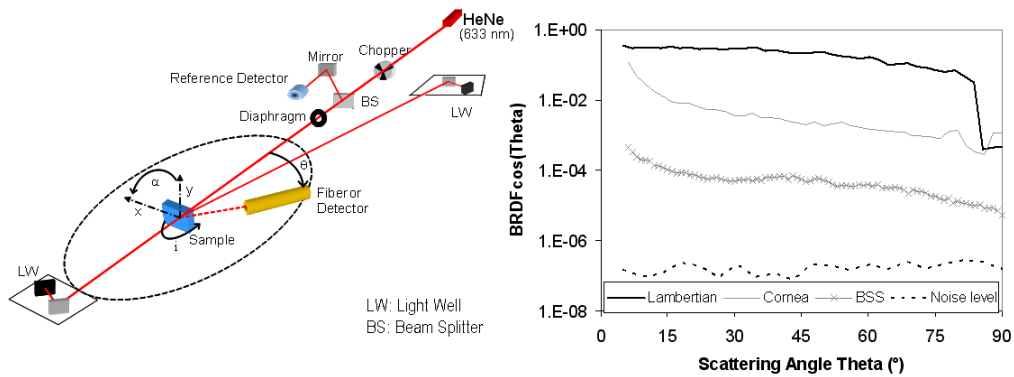 HeNe
(633 nm)
Chopper
Mirror
Reference Detector
BS
LW
Diaphragm
θ
α
y
x
Fiberor
Detector
Sample
i
LW
LW: Light Well
BS: Beam Splitter
1.E+00
1.E-02
1.E-04
1.E-06
1.E-08
BRDFcos(Theta)
Lambertian
Cornea
BSS
Noise level
0 15 30 45 60 75 90
Scattering Angle Theta (°)